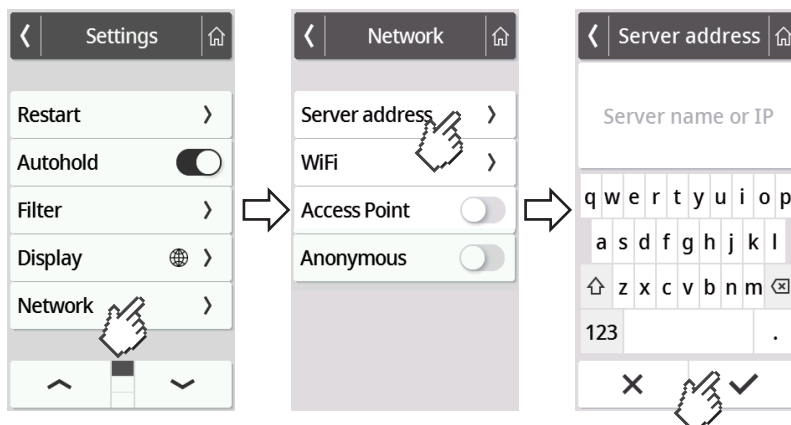 Settings
Restart
Autohold
Filter
Display
Network
Network
Server address
WiFi
Access Point
Anonymous
Server address
Server name or IP
q w e r t y u i o p
a s d f g h j k l
z x c v b n m
123 .